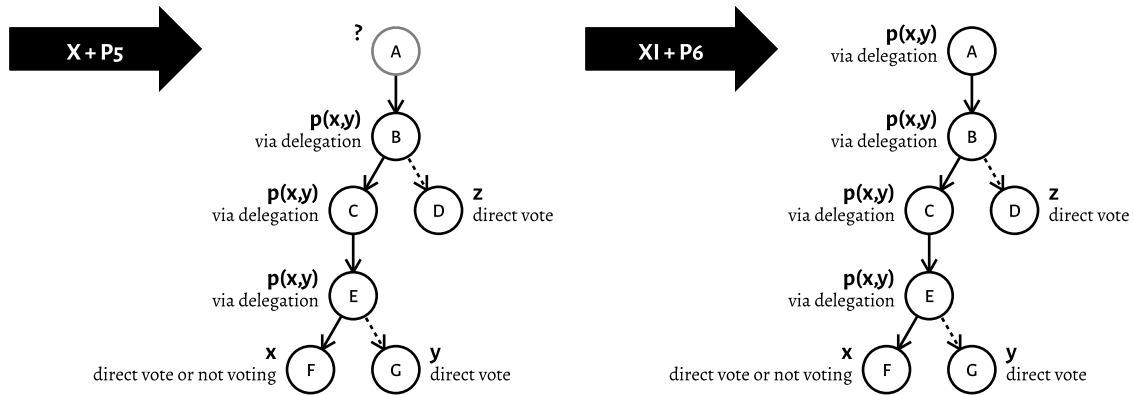 X + P5
?
A
p(x,y)
via delegation
B
p(x,y)
via delegation
C
D
z
direct vote
p(x,y)
via delegation
E
x
direct vote or not voting
F
G
y
direct vote
XI + P6
p(x,y)
via delegation
A
p(x,y)
via delegation
B
p(x,y)
via delegation
C
D
z
direct vote
p(x,y)
via delegation
E
x
direct vote or not voting
F
G
y
direct vote